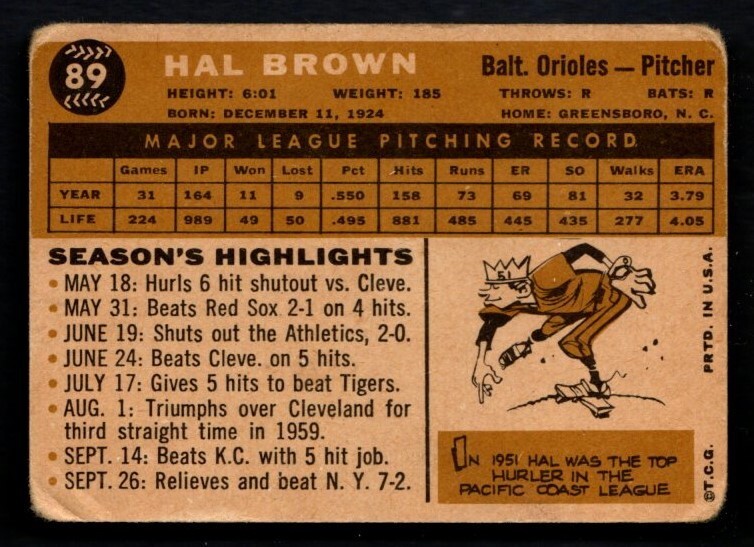 89
HAL BROWN
Balt. Orioles — Pitcher
HEIGHT: 6:01 WEIGHT: 185 THROWS: R BATS: R
BORN: DECEMBER 11, 1924 HOME: GREENSBORO, N. C.
MAJOR LEAGUE PITCHING RECORD
Games IP Won Lost Pct Hits Runs ER SO Walks ERA
YEAR 31 164 11 9 .550 158 73 69 81 32 3.79
LIFE 224 989 49 50 .495 881 485 445 435 277 4.05
SEASON'S HIGHLIGHTS
• MAY 18: Hurls 6 hit shutout vs. Cleve.
• MAY 31: Beats Red Sox 2-1 on 4 hits.
• JUNE 19: Shuts out the Athletics, 2-0.
• JUNE 24: Beats Cleve. on 5 hits.
• JULY 17: Gives 5 hits to beat Tigers.
• AUG. 1: Triumphs over Cleveland for
third straight time in 1959.
• SEPT. 14: Beats K.C. with 5 hit job.
• SEPT. 26: Relieves and beat N. Y. 7-2.
51
IN 1951 HAL WAS THE TOP
HURLER IN THE
PACIFIC COAST LEAGUE
©T.C.G. PRTD. IN U.S.A.